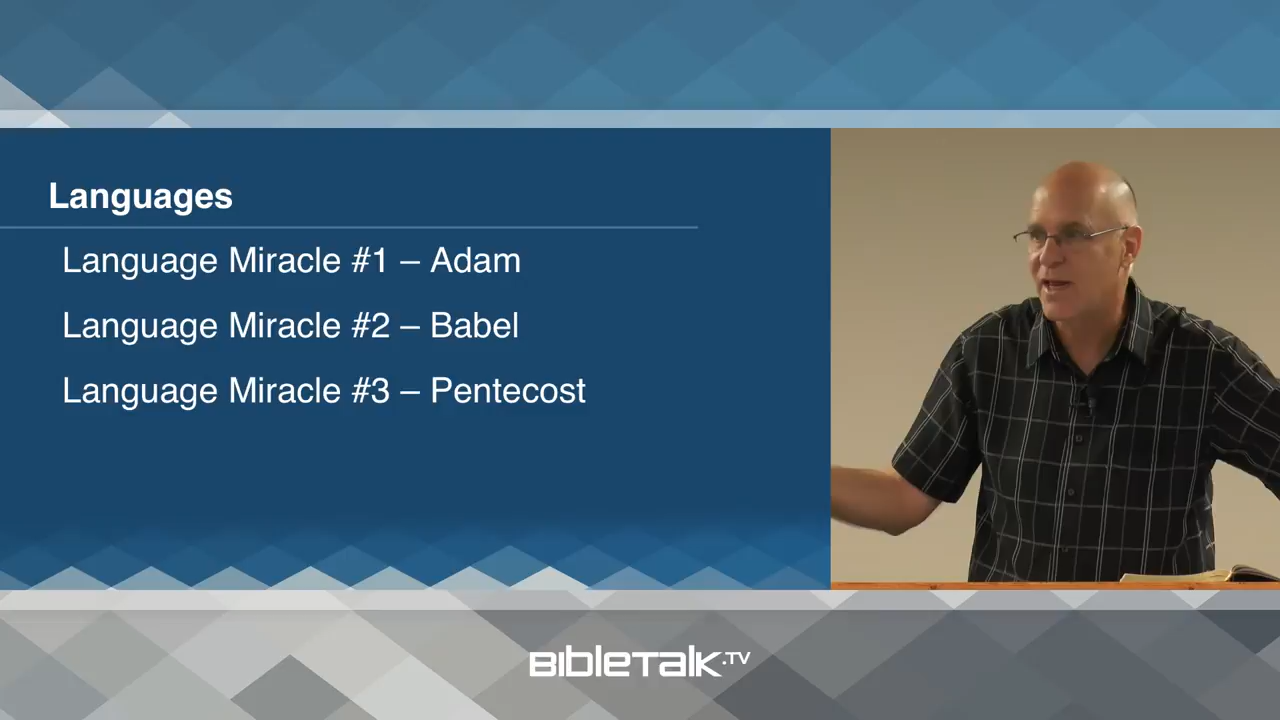 Languages
Language Miracle #1 – Adam
Language Miracle #2 – Babel
Language Miracle #3 – Pentecost
BIBLETALK.TV